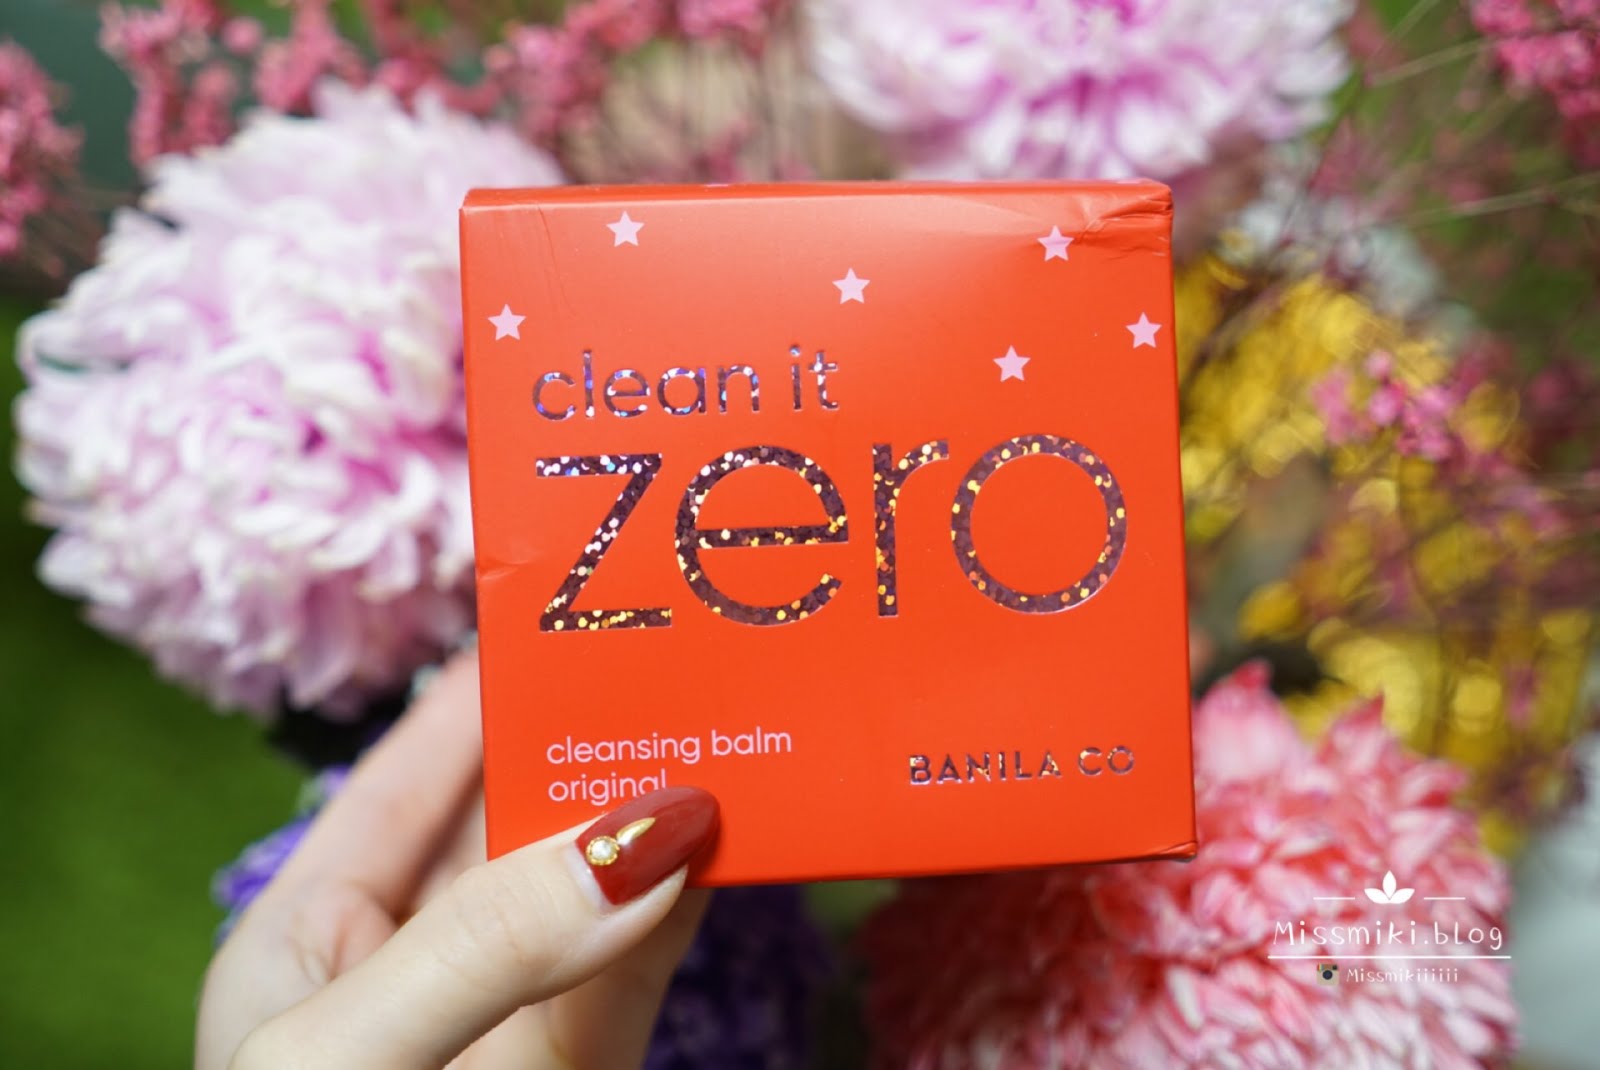 clean it
zero
cleansing balm
original
BANILA CO
Missmiki.blog
Missmikiiiiii